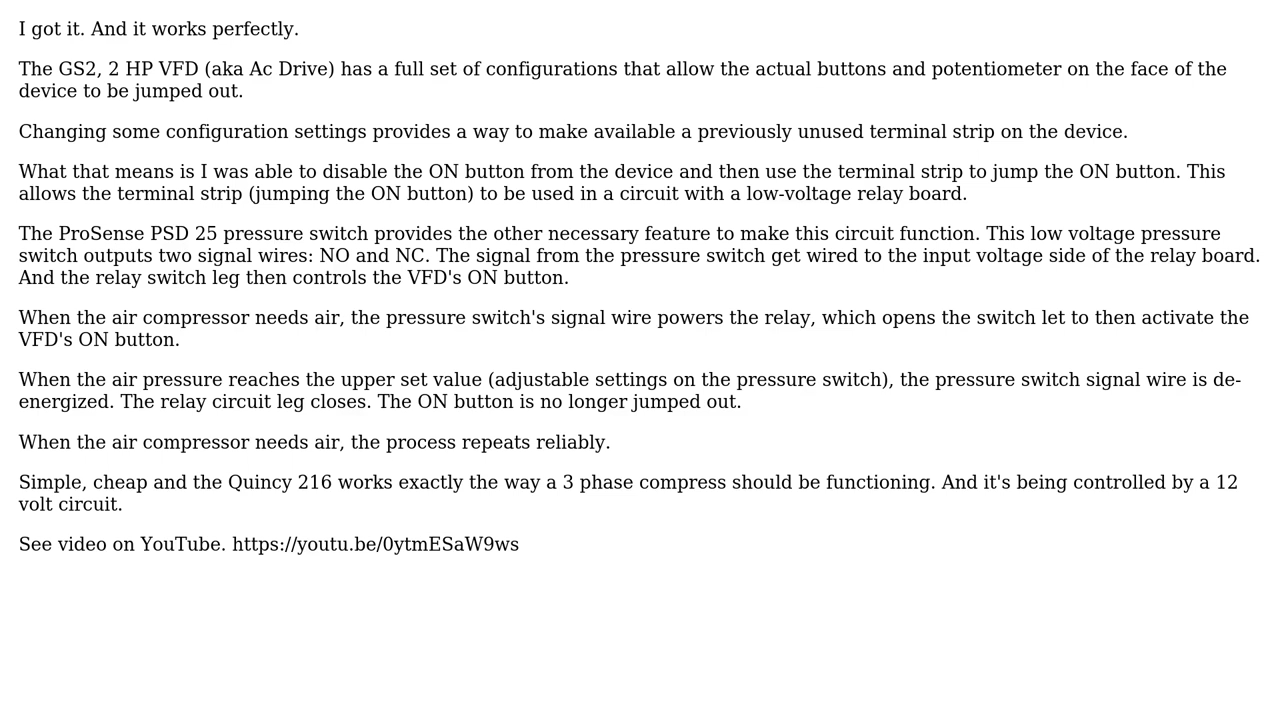 I got it. And it works perfectly.
The GS2, 2 HP VFD (aka Ac Drive) has a full set of configurations that allow the actual buttons and potentiometer on the face of the
device to be jumped out.
Changing some configuration settings provides a way to make available a previously unused terminal strip on the device.
What that means is I was able to disable the ON button from the device and then use the terminal strip to jump the ON button. This
allows the terminal strip (jumping the ON button) to be used in a circuit with a low-voltage relay board.
The ProSense PSD 25 pressure switch provides the other necessary feature to make this circuit function. This low voltage pressure
switch outputs two signal wires: NO and NC. The signal from the pressure switch get wired to the input voltage side of the relay board.
And the relay switch leg then controls the VFD's ON button.
When the air compressor needs air, the pressure switch's signal wire powers the relay, which opens the switch let to then activate the
VFD's ON button.
When the air pressure reaches the upper set value (adjustable settings on the pressure switch), the pressure switch signal wire is de-
energized. The relay circuit leg closes. The ON button is no longer jumped out.
When the air compressor needs air, the process repeats reliably.
Simple, cheap and the Quincy 216 works exactly the way a 3 phase compress should be functioning. And it's being controlled by a 12
volt circuit.
See video on YouTube. https://youtu.be/0ytmESaW9ws